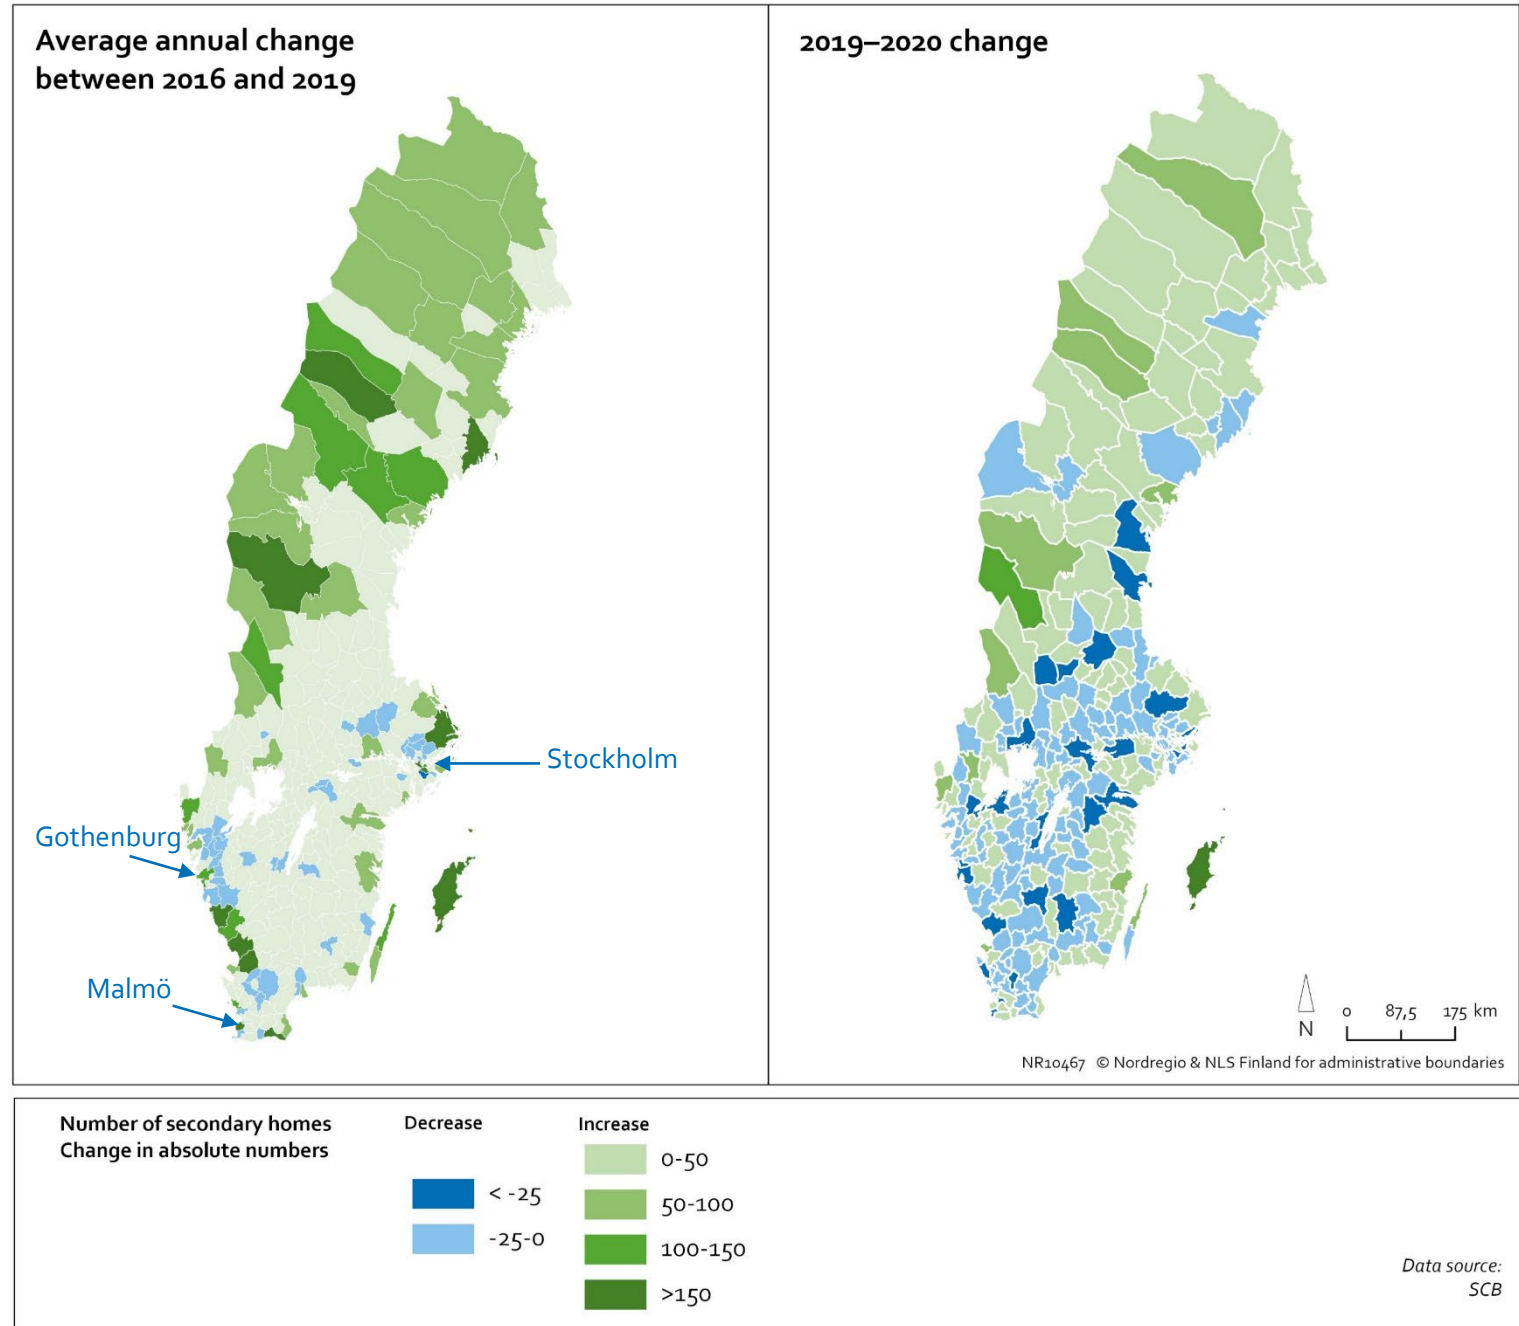 Average annual change
between 2016 and 2019
2019–2020 change
Stockholm
Gothenburg
Malmö
N
0 87,5 175 km
NR10467 © Nordregio & NLS Finland for administrative boundaries
Number of secondary homes
Change in absolute numbers
Decrease
< -25
-25-0
Increase
0-50
50-100
100-150
>150
Data source:
SCB